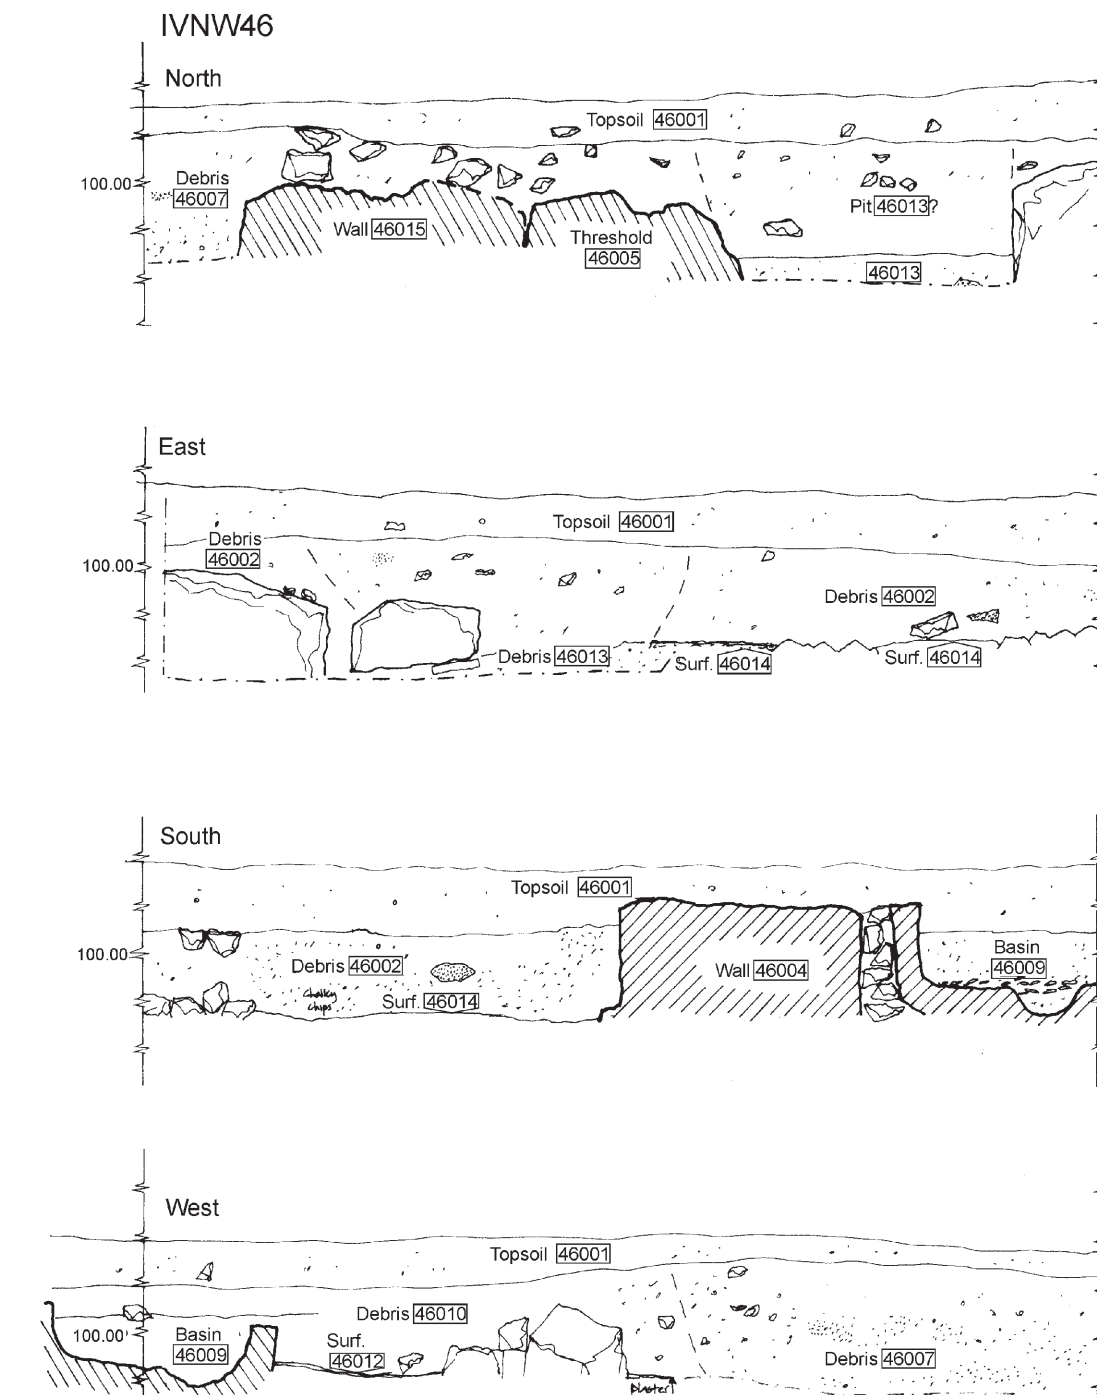 IVNW46
North
Topsoil 46001
Debris
46007
100.00
Wall 46015
Threshold
46005
Pit 46013?
46013
East
Topsoil 46001
Debris
46002
100.00
Debris 46002
Debris 46013
Surf. 46014
Surf. 46014
South
Topsoil 46001
100.00
Debris 46002
Chalky
chips
Surf. 46014
Wall 46004
Basin
46009
West
Topsoil 46001
Debris 46010
100.00
Basin
46009
Surf.
46012
Debris 46007
plaster